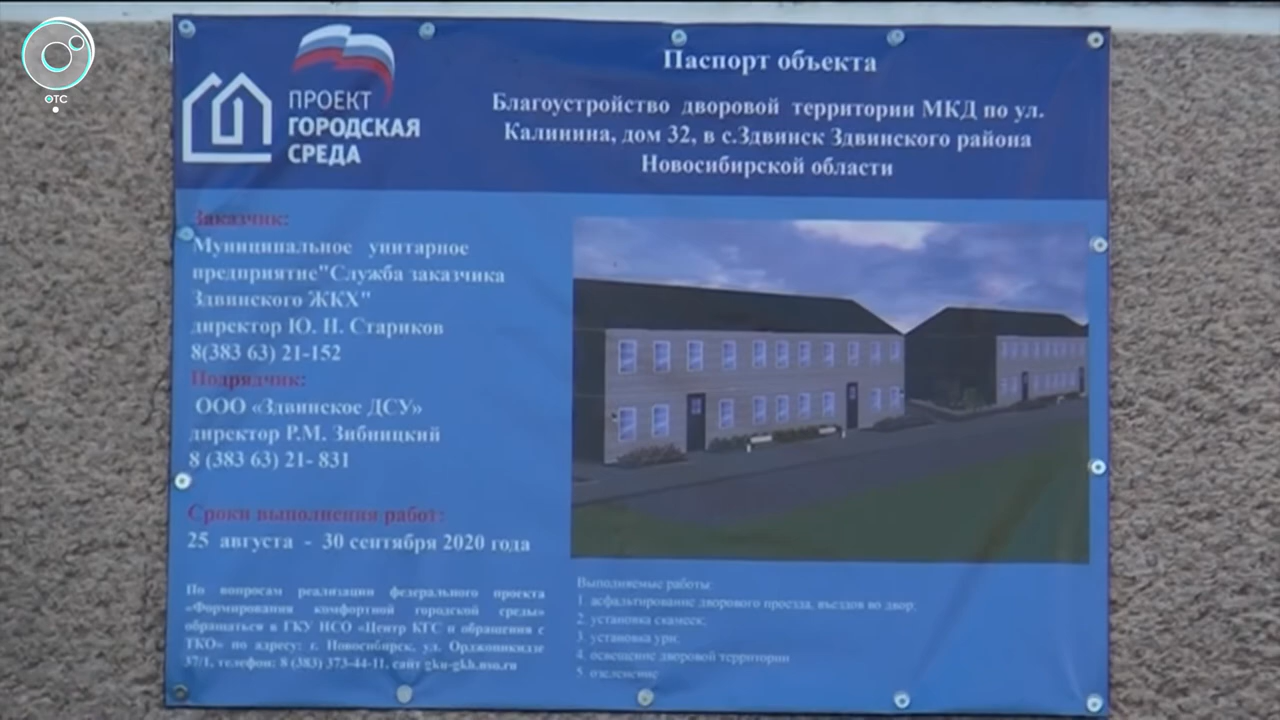 ОТС
ПРОЕКТ
ГОРОДСКАЯ
СРЕДА
Паспорт объекта
Благоустройство дворовой территории МКД по ул.
Калинина, дом 32, в с.Здвинск Здвинского района
Новосибирской области
Заказчик:
Муниципальное унитарное
предприятие"Служба заказчика
Здвинского ЖКХ"
директор Ю. Н. Стариков
8(383 63) 21-152
Подрядчик:
ООО «Здвинское ДСУ»
директор Р.М. Зибницкий
8 (383 63) 21- 831
Сроки выполнения работ:
25 августа - 30 сентября 2020 года
По вопросам реализации федерального проекта
«Формирования комфортной городской среды»
обращаться в ГКУ НСО «Центр КГС и обращения с
ТКО» по адресу: г. Новосибирск, ул. Орджоникидзе
37/1, телефон: 8 (383) 373-44-11, сайт gku-gkh.nso.ru
Выполняемые работы:
1. асфальтирование дворового проезда, въездов во двор;
2. установка скамеек;
3. установка урн;
4. освещение дворовой территории
5. озеленение